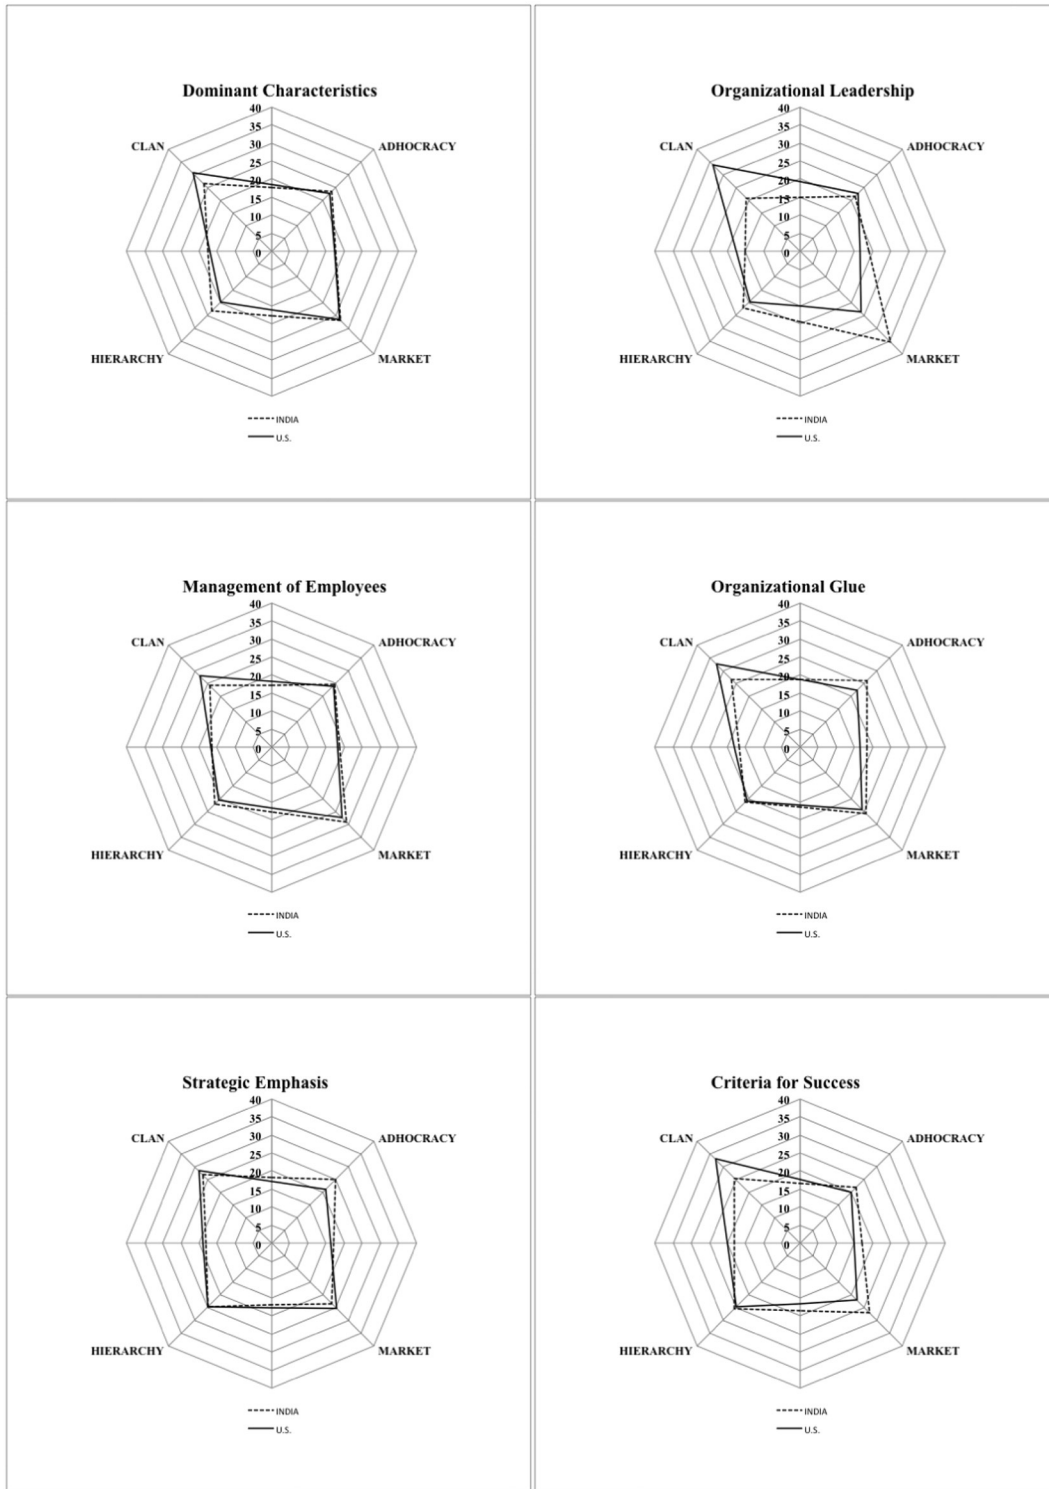 Dominant Characteristics
40
35
30
25
20
15
10
5
0
CLAN
ADHOCRACY
HIERARCHY
MARKET
INDIA
U.S.
Organizational Leadership
40
35
30
25
20
15
10
5
0
CLAN
ADHOCRACY
HIERARCHY
MARKET
INDIA
U.S.
Management of Employees
40
35
30
25
20
15
10
5
0
CLAN
ADHOCRACY
HIERARCHY
MARKET
INDIA
U.S.
Organizational Glue
40
35
30
25
20
15
10
5
0
CLAN
ADHOCRACY
HIERARCHY
MARKET
INDIA
U.S.
Strategic Emphasis
40
35
30
25
20
15
10
5
0
CLAN
ADHOCRACY
HIERARCHY
MARKET
INDIA
U.S.
Criteria for Success
40
35
30
25
20
15
10
5
0
CLAN
ADHOCRACY
HIERARCHY
MARKET
INDIA
U.S.